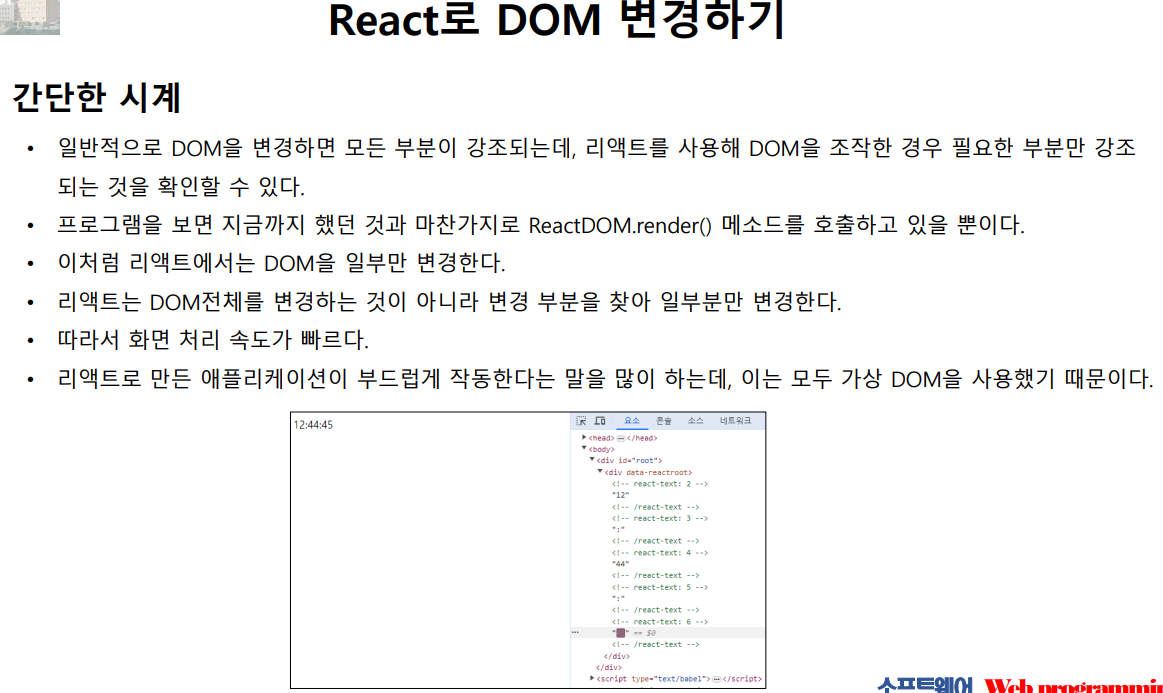 React로 DOM 변경하기
간단한 시계
• 일반적으로 DOM을 변경하면 모든 부분이 강조되는데, 리액트를 사용해 DOM을 조작한 경우 필요한 부분만 강조
되는 것을 확인할 수 있다.
• 프로그램을 보면 지금까지 했던 것과 마찬가지로 ReactDOM.render() 메소드를 호출하고 있을 뿐이다.
• 이처럼 리액트에서는 DOM을 일부만 변경한다.
• 리액트는 DOM전체를 변경하는 것이 아니라 변경 부분을 찾아 일부분만 변경한다.
• 따라서 화면 처리 속도가 빠르다.
• 리액트로 만든 애플리케이션이 부드럽게 작동한다는 말을 많이 하는데, 이는 모두 가상 DOM을 사용했기 때문이다.
12:44:45
요소 콘솔 소스 네트워크
<head> ⋯ </head>
<body>
<div id="root">
<div data-reactroot>
<!-- react-text: 2 -->
"12"
<!-- /react-text -->
<!-- react-text: 3 -->
":"
<!-- /react-text -->
<!-- react-text: 4 -->
"44"
<!-- /react-text -->
<!-- react-text: 5 -->
":"
<!-- /react-text -->
<!-- react-text: 6 -->
" " == $0
<!-- /react-text -->
</div>
</div>
<script type="text/babel"> ⋯ </script>
소프트웨어 Web programming